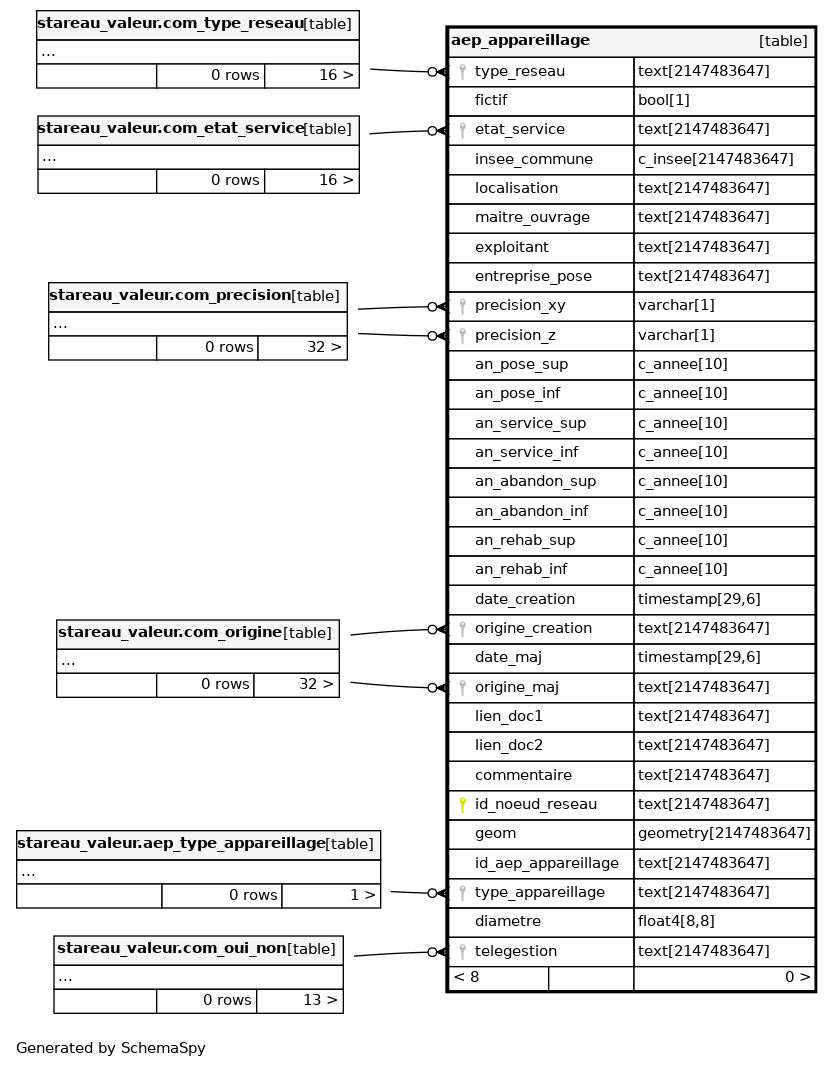 stareau_valeur.com_type_reseau[table]
...
0 rows 16 >
stareau_valeur.com_etat_service[table]
...
0 rows 16 >
stareau_valeur.com_precision[table]
...
0 rows 32 >
stareau_valeur.com_origine[table]
...
0 rows 32 >
stareau_valeur.aep_type_appareillage[table]
...
0 rows 1 >
stareau_valeur.com_oui_non[table]
...
0 rows 13 >
aep_appareillage [table]
type_reseau text[2147483647]
fictif bool[1]
etat_service text[2147483647]
insee_commune c_insee[2147483647]
localisation text[2147483647]
maitre_ouvrage text[2147483647]
exploitant text[2147483647]
entreprise_pose text[2147483647]
precision_xy varchar[1]
precision_z varchar[1]
an_pose_sup c_annee[10]
an_pose_inf c_annee[10]
an_service_sup c_annee[10]
an_service_inf c_annee[10]
an_abandon_sup c_annee[10]
an_abandon_inf c_annee[10]
an_rehab_sup c_annee[10]
an_rehab_inf c_annee[10]
date_creation timestamp[29,6]
origine_creation text[2147483647]
date_maj timestamp[29,6]
origine_maj text[2147483647]
lien_doc1 text[2147483647]
lien_doc2 text[2147483647]
commentaire text[2147483647]
id_noeud_reseau text[2147483647]
geom geometry[2147483647]
id_aep_appareillage text[2147483647]
type_appareillage text[2147483647]
diametre float4[8,8]
telegestion text[2147483647]
< 8 0 >
Generated by SchemaSpy